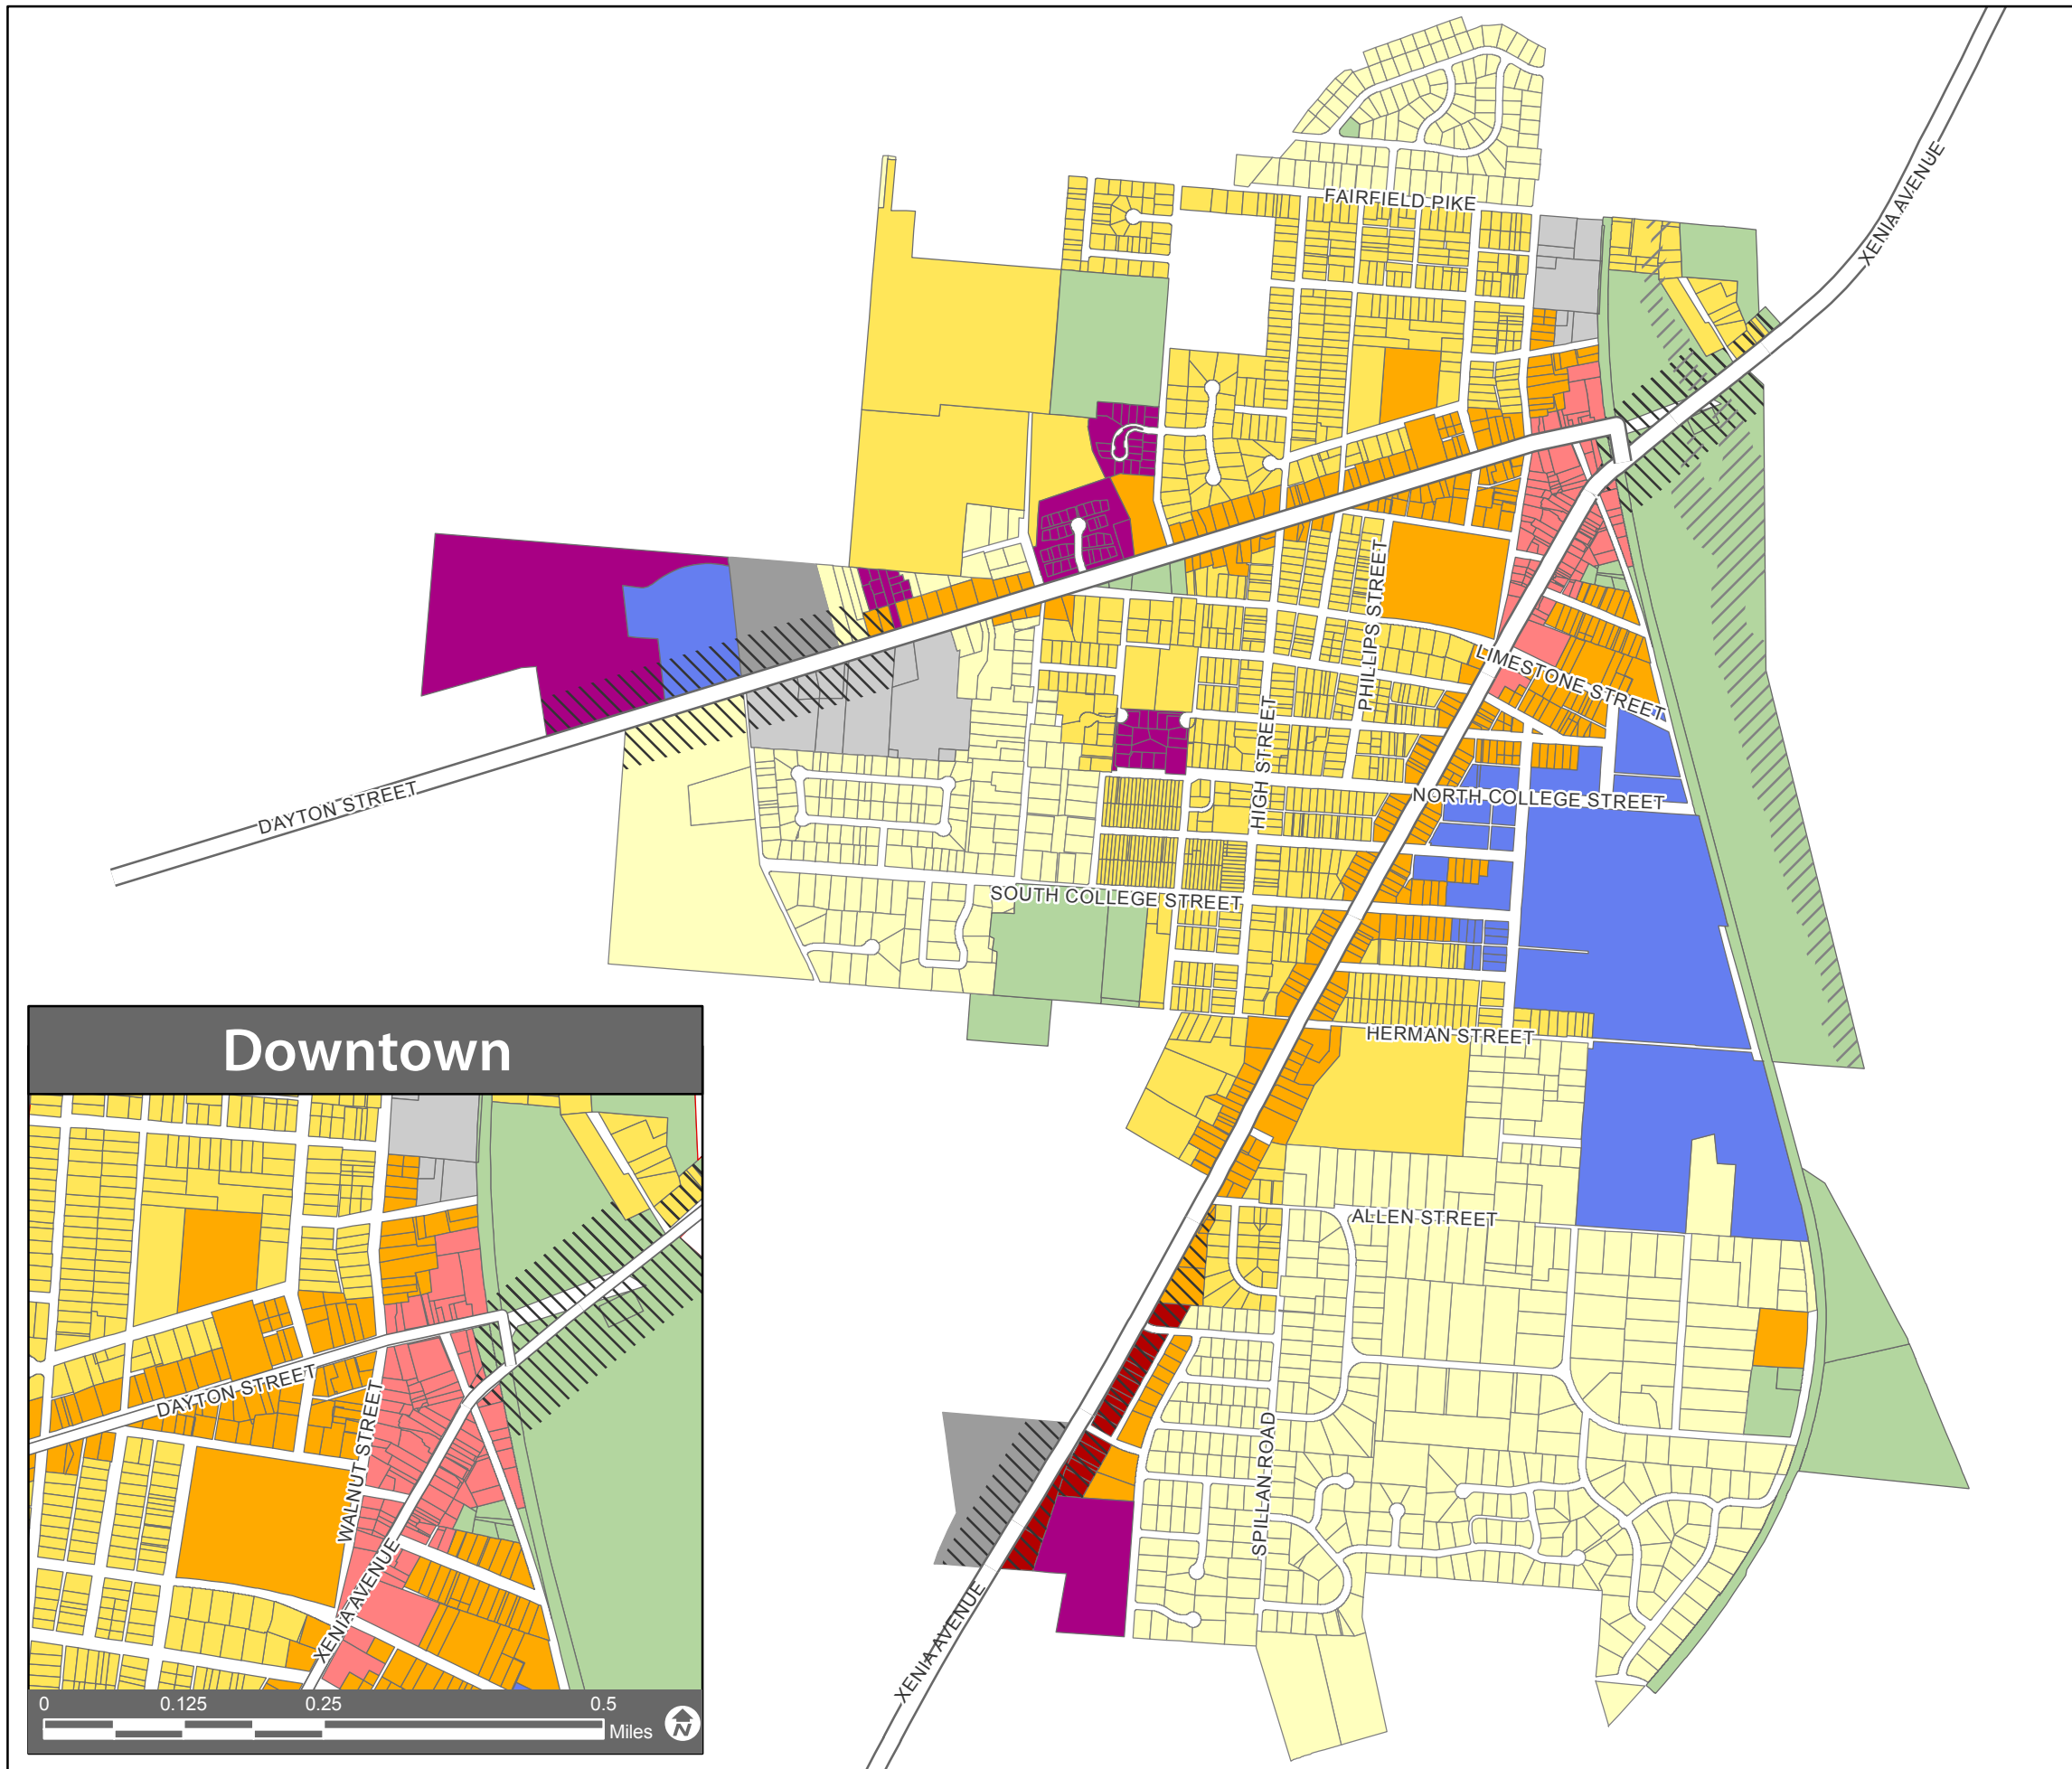 FAIRFIELD PIKE
XENIA AVENUE
PHILLIPS STREET
LIMESTONE STREET
HIGH STREET
DAYTON STREET
NORTH COLLEGE STREET
SOUTH COLLEGE STREET
HERMAN STREET
ALLEN STREET
SPILLAN ROAD
XENIA AVENUE
Downtown
DAYTON STREET
WALNUT STREET
XENIA AVENUE
0 0.125 0.25 0.5
Miles
N